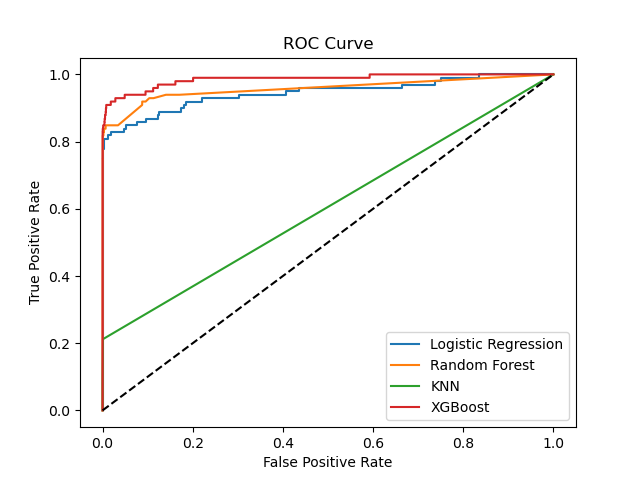 ROC Curve
True Positive Rate
1.0
0.8
0.6
0.4
0.2
0.0
Logistic Regression
Random Forest
KNN
XGBoost
0.0 0.2 0.4 0.6 0.8 1.0
False Positive Rate